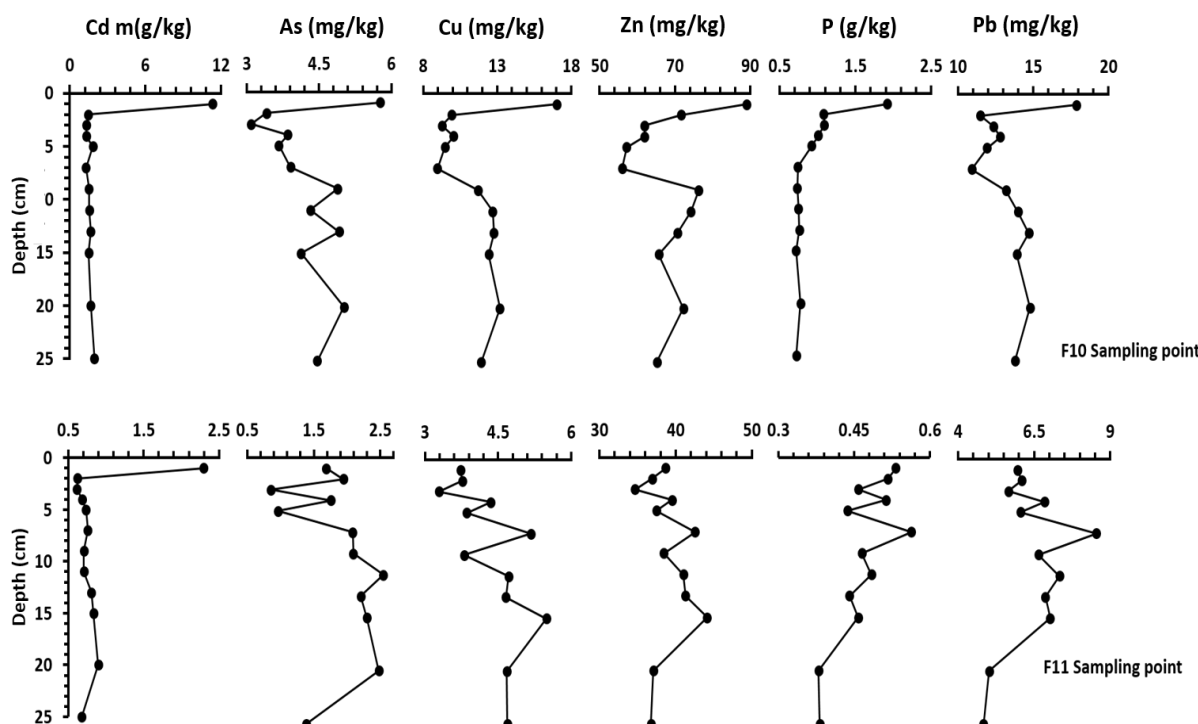 Cd m(g/kg) As (mg/kg) Cu (mg/kg) Zn (mg/kg) P (g/kg) Pb (mg/kg)
0 6 12 3 4.5 6 8 13 18 50 70 90 0.5 1.5 2.5 10 15 20
0
5
0
15
20
25
Depth (cm)
F10 Sampling point
0.5 1.5 2.5 0.5 1.5 2.5 3 4.5 6 30 40 50 0.3 0.45 0.6 4 6.5 9
0
5
10
15
20
25
Depth (cm)
F11 Sampling point